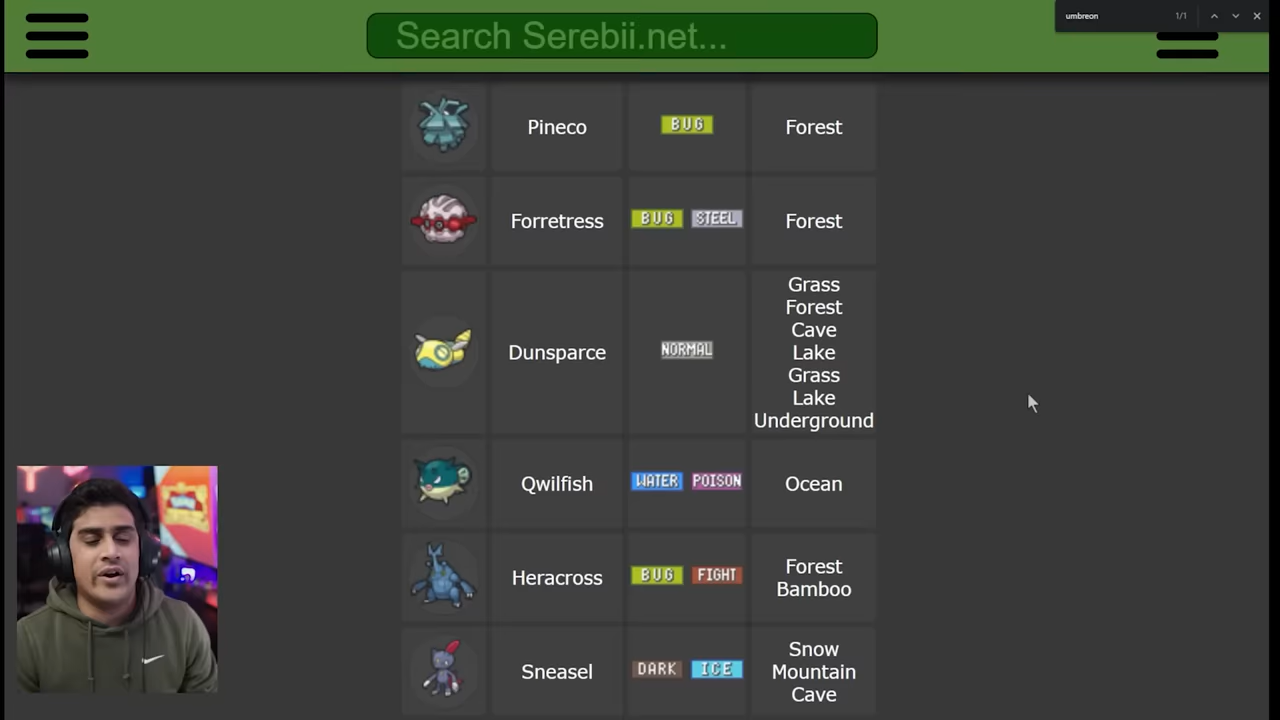 umbreon 1/1
Search Serebii.net...
Pineco BUG Forest
Forretress BUG STEEL Forest
Dunsparce NORMAL Grass
Forest
Cave
Lake
Grass
Lake
Underground
Qwilfish WATER POISON Ocean
Heracross BUG FIGHT Forest
Bamboo
Sneasel DARK ICE Snow
Mountain
Cave